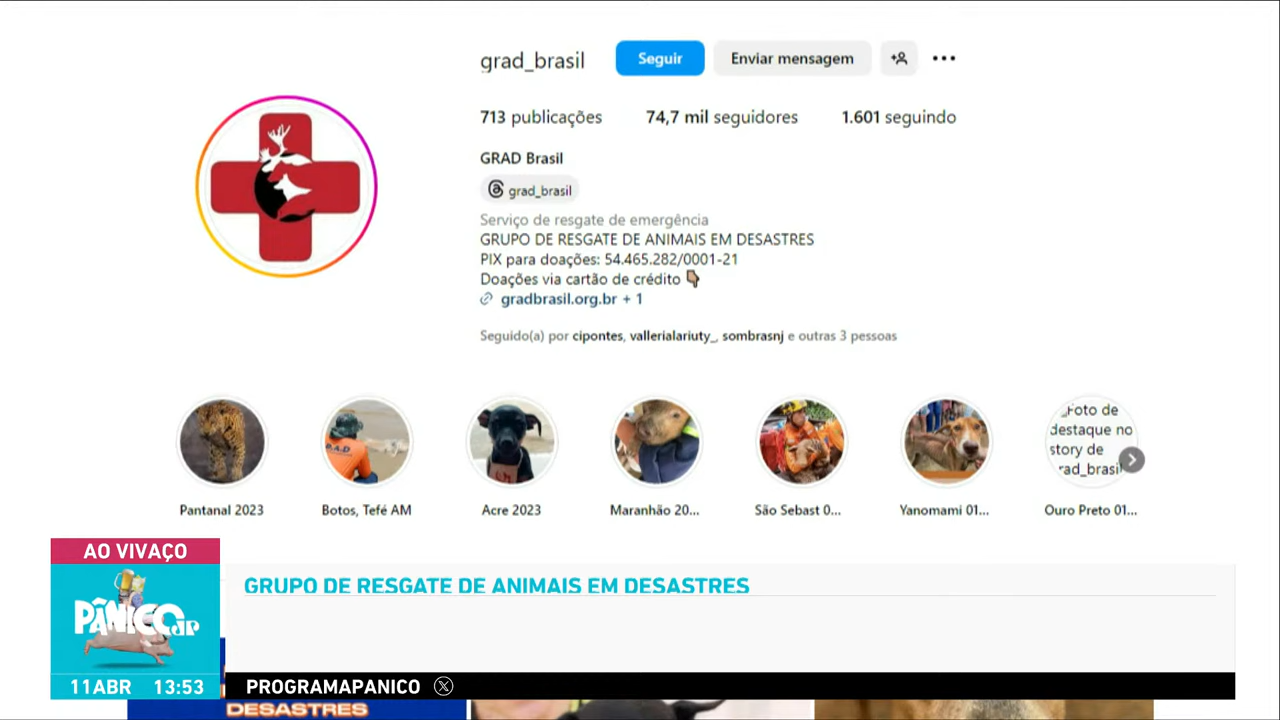 grad_brasil Seguir Enviar mensagem
713 publicações 74,7 mil seguidores 1.601 seguindo
GRAD Brasil
grad_brasil
Serviço de resgate de emergência
GRUPO DE RESGATE DE ANIMAIS EM DESASTRES
PIX para doações: 54.465.282/0001-21
Doações via cartão de crédito 👇🏽
gradbrasil.org.br + 1
Seguido(a) por cipontes, vallerialariuty_, sombrasnj e outras 3 pessoas
Foto de
destaque no
story de
grad_brasil
Pantanal 2023 Botos, Tefé AM Acre 2023 Maranhão 20... São Sebast 0... Yanomami 01... Ouro Preto 01...
AO VIVAÇO
PÂNICO JP
11ABR 13:53
GRUPO DE RESGATE DE ANIMAIS EM DESASTRES
PROGRAMAPANICO X
DESASTRES